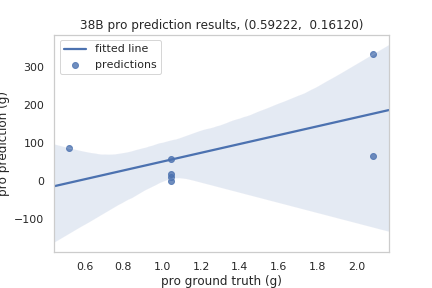 38B pro prediction results, (0.59222, 0.16120)
fitted line
predictions
300
200
100
0
−100
pro prediction (g)
0.6 0.8 1.0 1.2 1.4 1.6 1.8 2.0
pro ground truth (g)